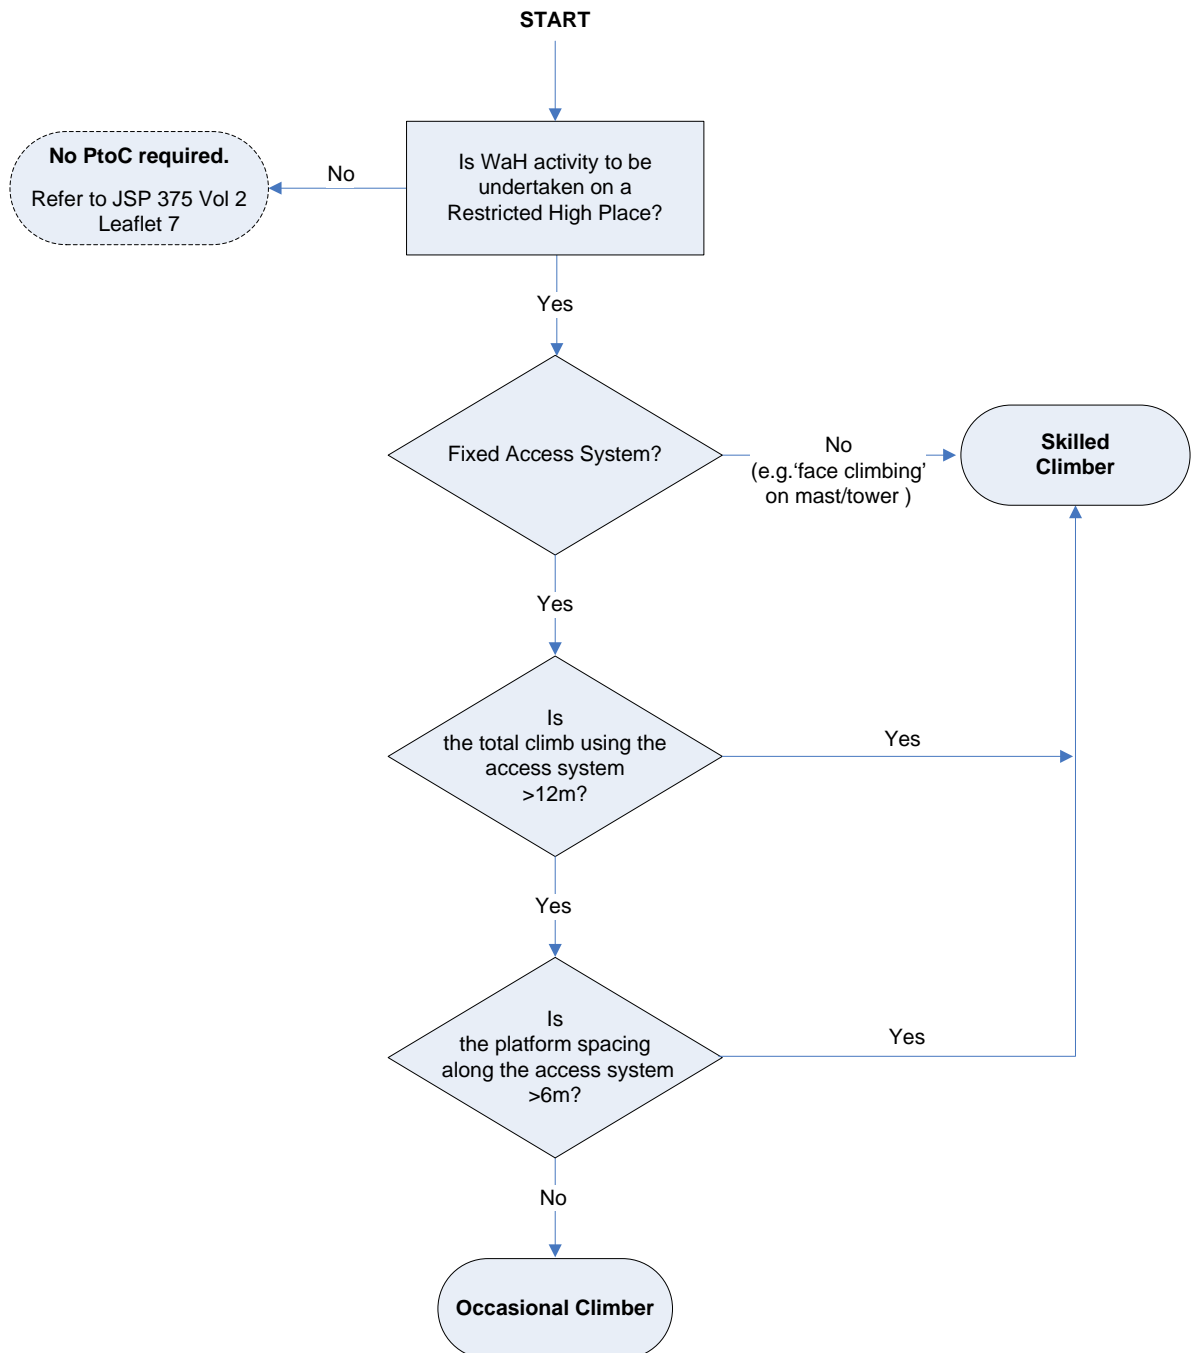 START
Is WaH activity to be
undertaken on a
Restricted High Place?
No
No PtoC required.
Refer to JSP 375 Vol 2
Leaflet 7
Yes
Fixed Access System?
No
(e.g.‘face climbing’
on mast/tower )
Skilled
Climber
Yes
Is
the total climb using the
access system
>12m?
Yes
Yes
Is
the platform spacing
along the access system
>6m?
Yes
No
Occasional Climber